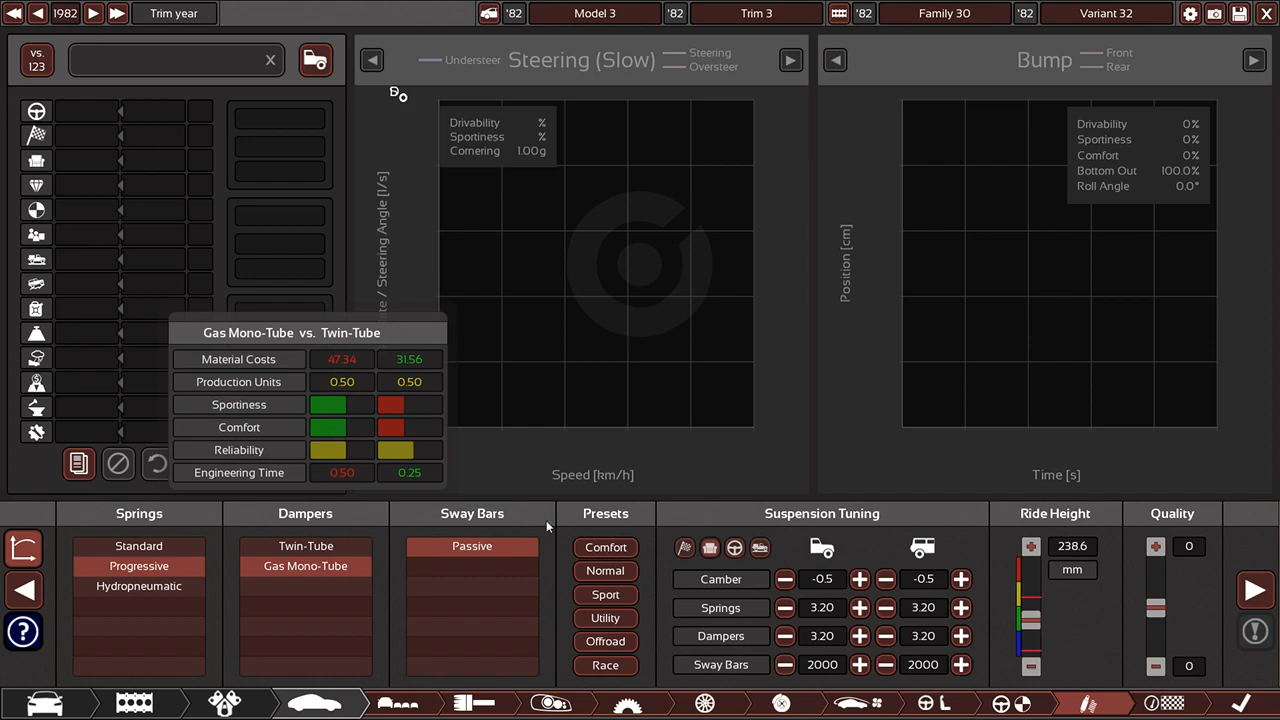 1982
Trim year
'82
Model 3
'82
Trim 3
'82
Family 30
'82
Variant 32
VS.
123
X
Understeer
Steering (Slow)
Steering
Oversteer
Bump
Front
Rear
Drivability %
Sportiness %
Cornering 1.00g
Drivability 0%
Sportiness 0%
Comfort 0%
Bottom Out 100.0%
Roll Angle 0.0°
/ Steering Angle [l/s]
Position [cm]
Speed [km/h]
Time [s]
Gas Mono-Tube vs. Twin-Tube
Material Costs 47.34 31.56
Production Units 0.50 0.50
Sportiness
Comfort
Reliability
Engineering Time 0.50 0.25
Springs
Standard
Progressive
Hydropneumatic
Dampers
Twin-Tube
Gas Mono-Tube
Sway Bars
Passive
Presets
Comfort
Normal
Sport
Utility
Offroad
Race
Suspension Tuning
Camber -0.5 -0.5
Springs 3.20 3.20
Dampers 3.20 3.20
Sway Bars 2000 2000
Ride Height
238.6
mm
Quality
0
0
?